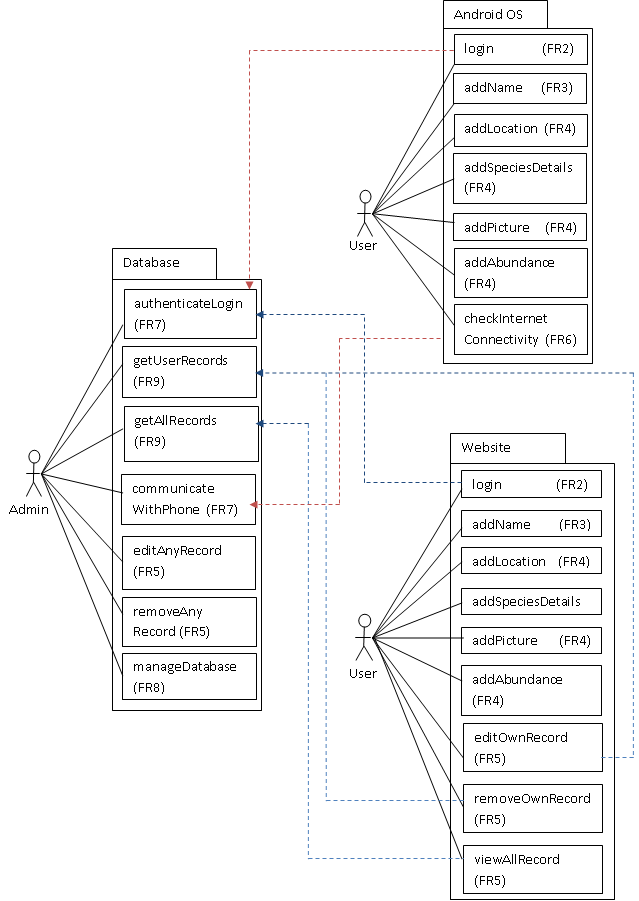 Android OS
login (FR2)
addName (FR3)
addLocation (FR4)
addSpeciesDetails
(FR4)
addPicture (FR4)
addAbundance
(FR4)
checkInternet
Connectivity (FR6)
User
Database
authenticateLogin
(FR7)
getUserRecords
(FR9)
getAllRecords
(FR9)
communicate
WithPhone (FR7)
editAnyRecord
(FR5)
removeAny
Record (FR5)
manageDatabase
(FR8)
Admin
Website
login (FR2)
addName (FR3)
addLocation (FR4)
addSpeciesDetails
addPicture (FR4)
addAbundance
(FR4)
editOwnRecord
(FR5)
removeOwnRecord
(FR5)
viewAllRecord
(FR5)
User